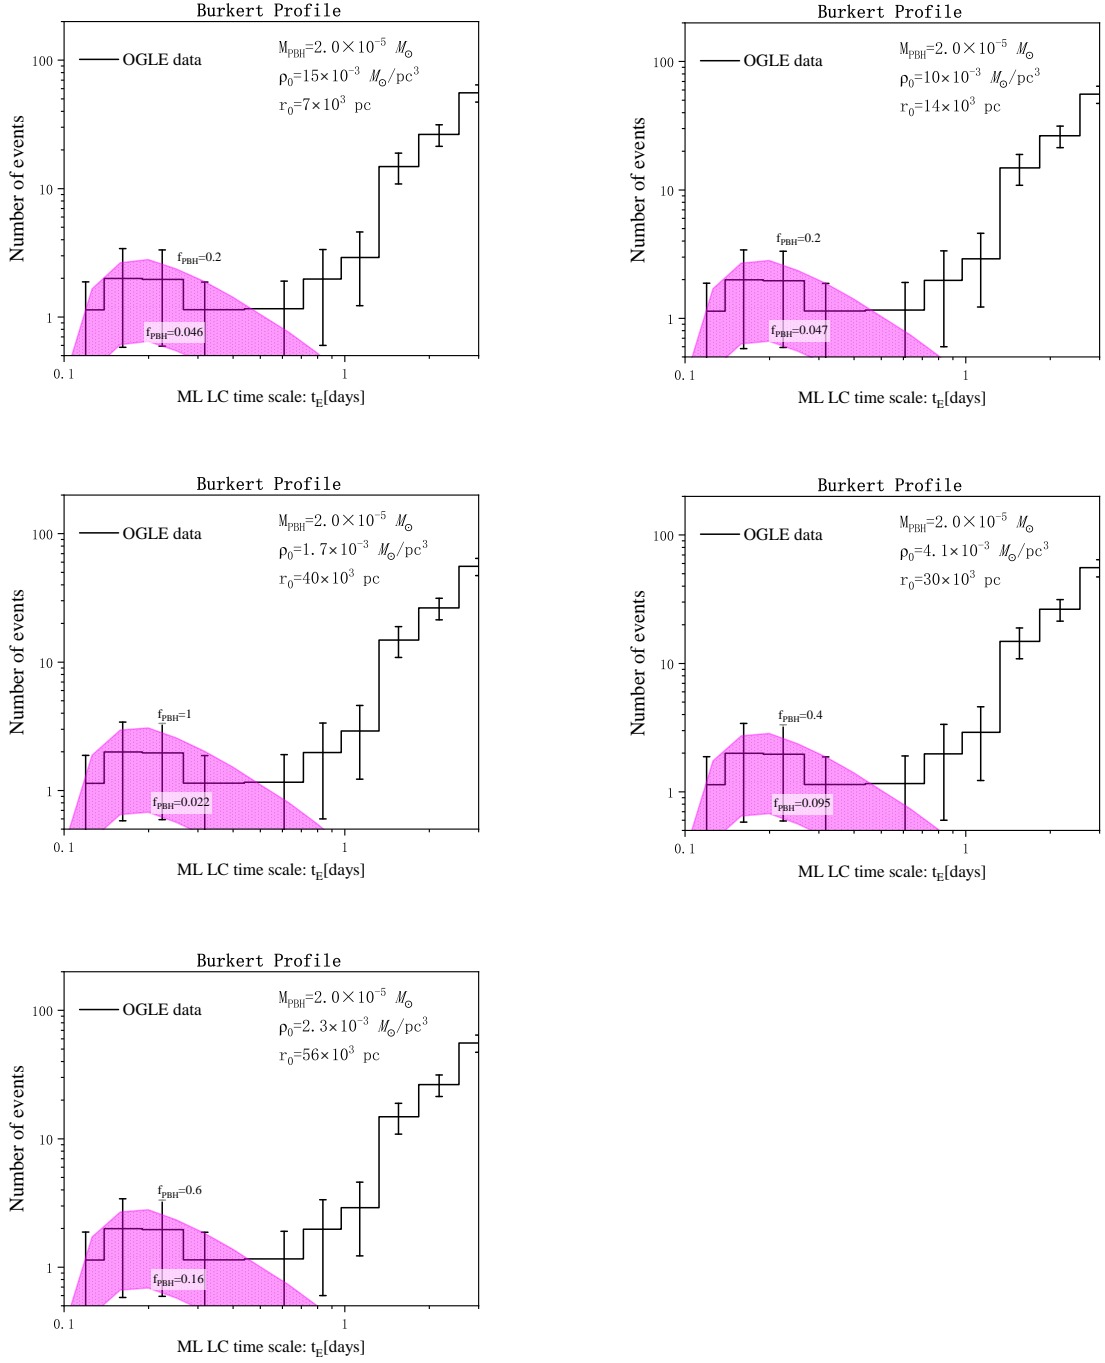 Burkert Profile
OGLE data
M_PBH=2.0×10^-5 M_⊙
ρ_0=15×10^-3 M_⊙/pc^3
r_0=7×10^3 pc
100
10
1
Number of events
f_PBH=0.2
f_PBH=0.046
0.1
1
ML LC time scale: t_E[days]
Burkert Profile
OGLE data
M_PBH=2.0×10^-5 M_⊙
ρ_0=10×10^-3 M_⊙/pc^3
r_0=14×10^3 pc
100
10
1
Number of events
f_PBH=0.2
f_PBH=0.047
0.1
1
ML LC time scale: t_E[days]
Burkert Profile
OGLE data
M_PBH=2.0×10^-5 M_⊙
ρ_0=1.7×10^-3 M_⊙/pc^3
r_0=40×10^3 pc
100
10
1
Number of events
f_PBH=1
f_PBH=0.022
0.1
1
ML LC time scale: t_E[days]
Burkert Profile
OGLE data
M_PBH=2.0×10^-5 M_⊙
ρ_0=4.1×10^-3 M_⊙/pc^3
r_0=30×10^3 pc
100
10
1
Number of events
f_PBH=0.4
f_PBH=0.095
0.1
1
ML LC time scale: t_E[days]
Burkert Profile
OGLE data
M_PBH=2.0×10^-5 M_⊙
ρ_0=2.3×10^-3 M_⊙/pc^3
r_0=56×10^3 pc
100
10
1
Number of events
f_PBH=0.6
f_PBH=0.16
0.1
1
ML LC time scale: t_E[days]